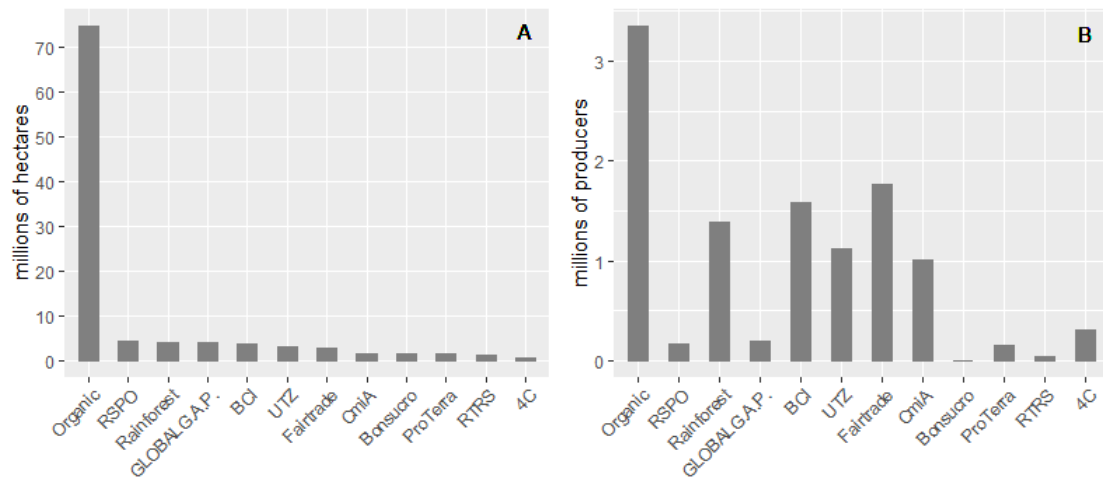 A
millions of hectares
70
60
50
40
30
20
10
0
Organic
RSPO
Rainforest
GLOBALG.A.P.
BCI
UTZ
Fairtrade
CmiA
Bonsucro
ProTerra
RTRS
4C
B
millions of producers
3
2
1
0
Organic
RSPO
Rainforest
GLOBALG.A.P.
BCI
UTZ
Fairtrade
CmiA
Bonsucro
ProTerra
RTRS
4C